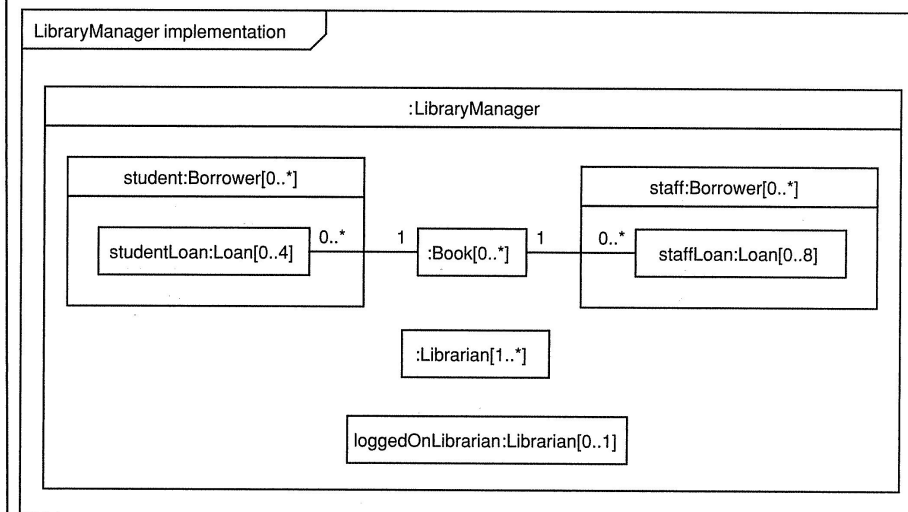 LibraryManager implementation
:LibraryManager
student:Borrower[0..*]
staff:Borrower[0..*]
studentLoan:Loan[0..4]
0..*
1
:Book[0..*]
1
0..*
staffLoan:Loan[0..8]
:Librarian[1..*]
loggedOnLibrarian:Librarian[0..1]